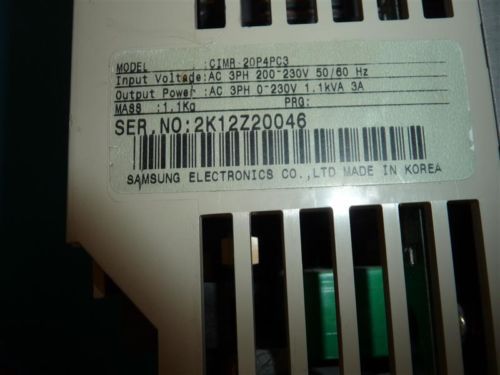 MODEL : CIMR 20P4PC3
Input Voltage:AC 3PH 200-230V 50/60 Hz
Output Power :AC 3PH 0-230V 1.1kVA 3A
MASS :1.1Kg PRG:
SER.NO:2K12Z20046
SAMSUNG ELECTRONICS CO.,LTD MADE IN KOREA